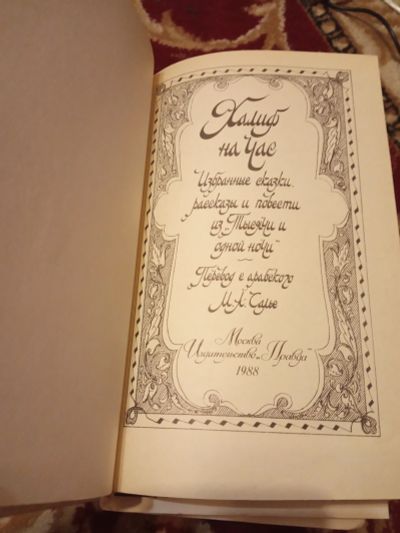 Халиф
на час
Избранные сказки,
рассказы и повести
из „Тысячи и
одной ночи"
Перевод с арабского
М. А. Салье
Москва
Издательство „Правда"
1988